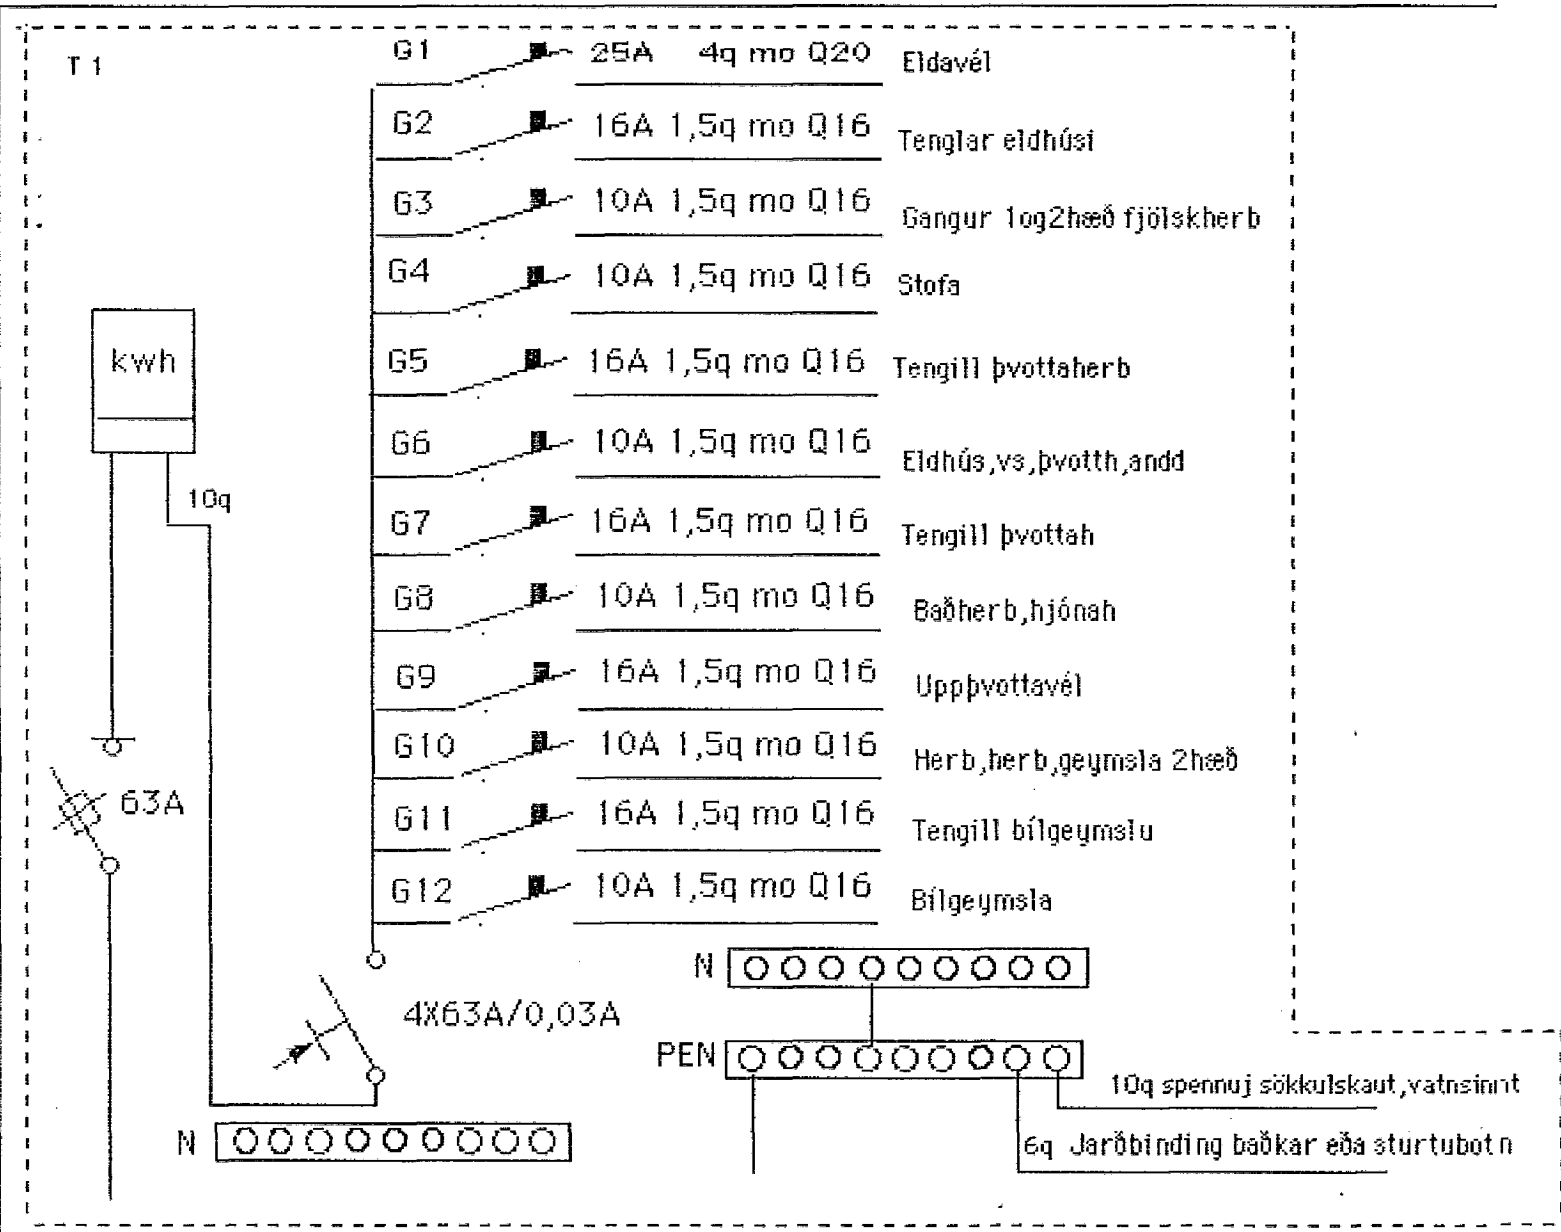 T 1
G1 25A 4q mo Q20 Eldavél
G2 16A 1,5q mo Q16 Tenglar eldhúsi
G3 10A 1,5q mo Q16 Gangur 1og2hæð fjölskherb
G4 10A 1,5q mo Q16 Stofa
kwh
G5 16A 1,5q mo Q16 Tengill þvottaherb
G6 10A 1,5q mo Q16 Eldhús,vs,þvotth,andd
10q
G7 16A 1,5q mo Q16 Tengill þvottah
G8 10A 1,5q mo Q16 Baðherb,hjónah
G9 16A 1,5q mo Q16 Uppþvottavél
G10 10A 1,5q mo Q16 Herb,herb,geymsla 2hæð
63A
G11 16A 1,5q mo Q16 Tengill bílgeymslu
G12 10A 1,5q mo Q16 Bílgeymsla
N
4X63A/0,03A
PEN
10q spennuj sökkulskaut,vatnsinnt
N
6q Jarðbinding baðkar eða sturtubotn